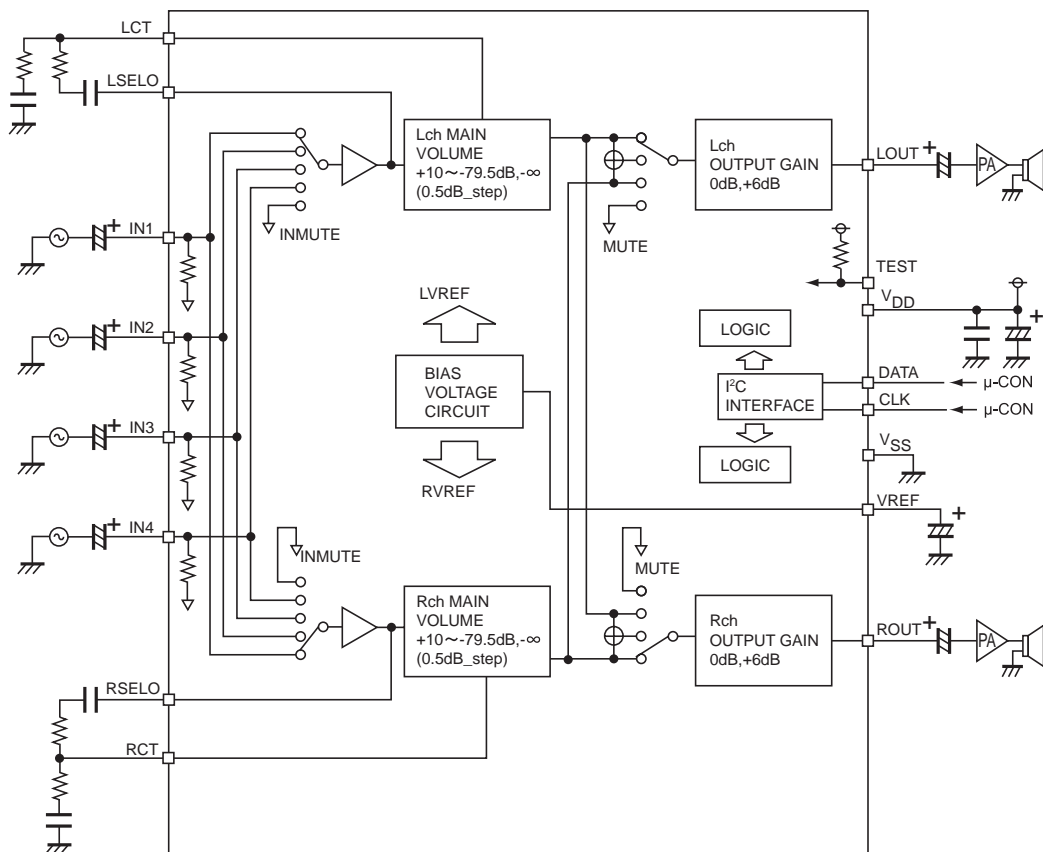 LCT
LSELO
Lch MAIN
VOLUME
+10～-79.5dB,-∞
(0.5dB_step)
Lch
OUTPUT GAIN
0dB,+6dB
LOUT
+
PA
INMUTE
MUTE
+
IN1
TEST
LVREF
VDD
+
LOGIC
+
IN2
BIAS
VOLTAGE
CIRCUIT
I²C
INTERFACE
DATA
μ-CON
CLK
μ-CON
+
IN3
VSS
LOGIC
RVREF
VREF
+
+
IN4
INMUTE
MUTE
Rch MAIN
VOLUME
+10～-79.5dB,-∞
(0.5dB_step)
Rch
OUTPUT GAIN
0dB,+6dB
ROUT
+
PA
RSELO
RCT